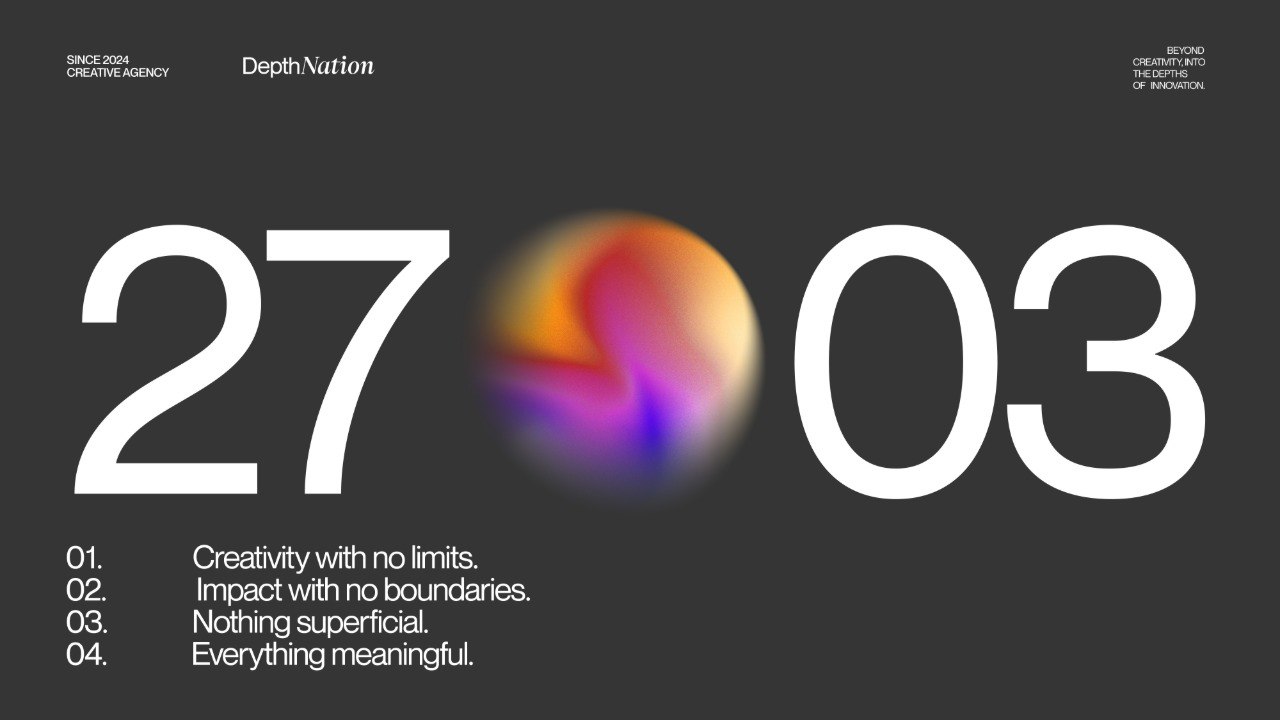 SINCE 2024
CREATIVE AGENCY
DepthNation
BEYOND
CREATIVITY, INTO
THE DEPTHS
OF INNOVATION.
27 03
01. Creativity with no limits.
02. Impact with no boundaries.
03. Nothing superficial.
04. Everything meaningful.